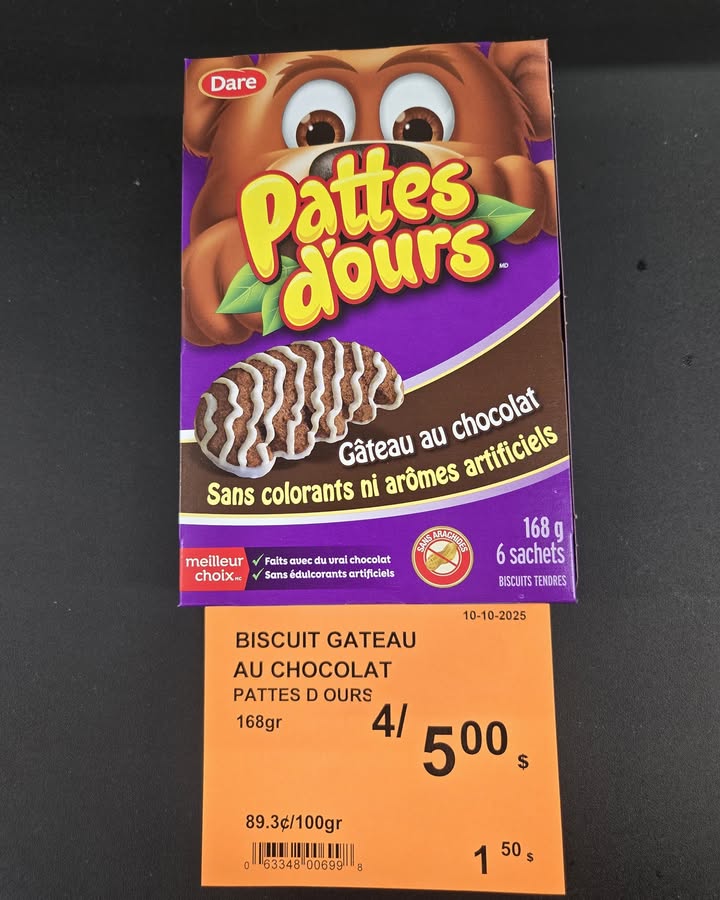 Dare
Pattes
d'ours
MD
Gâteau au chocolat
Sans colorants ni arômes artificiels
meilleur
choix MC
✓ Faits avec du vrai chocolat
✓ Sans édulcorants artificiels
SANS ARACHIDES
168 g
6 sachets
BISCUITS TENDRES
10-10-2025
BISCUIT GATEAU
AU CHOCOLAT
PATTES D OURS
168gr
4/ 5 00 $
89.3¢/100gr
0 63348 00699 8
1 50 $